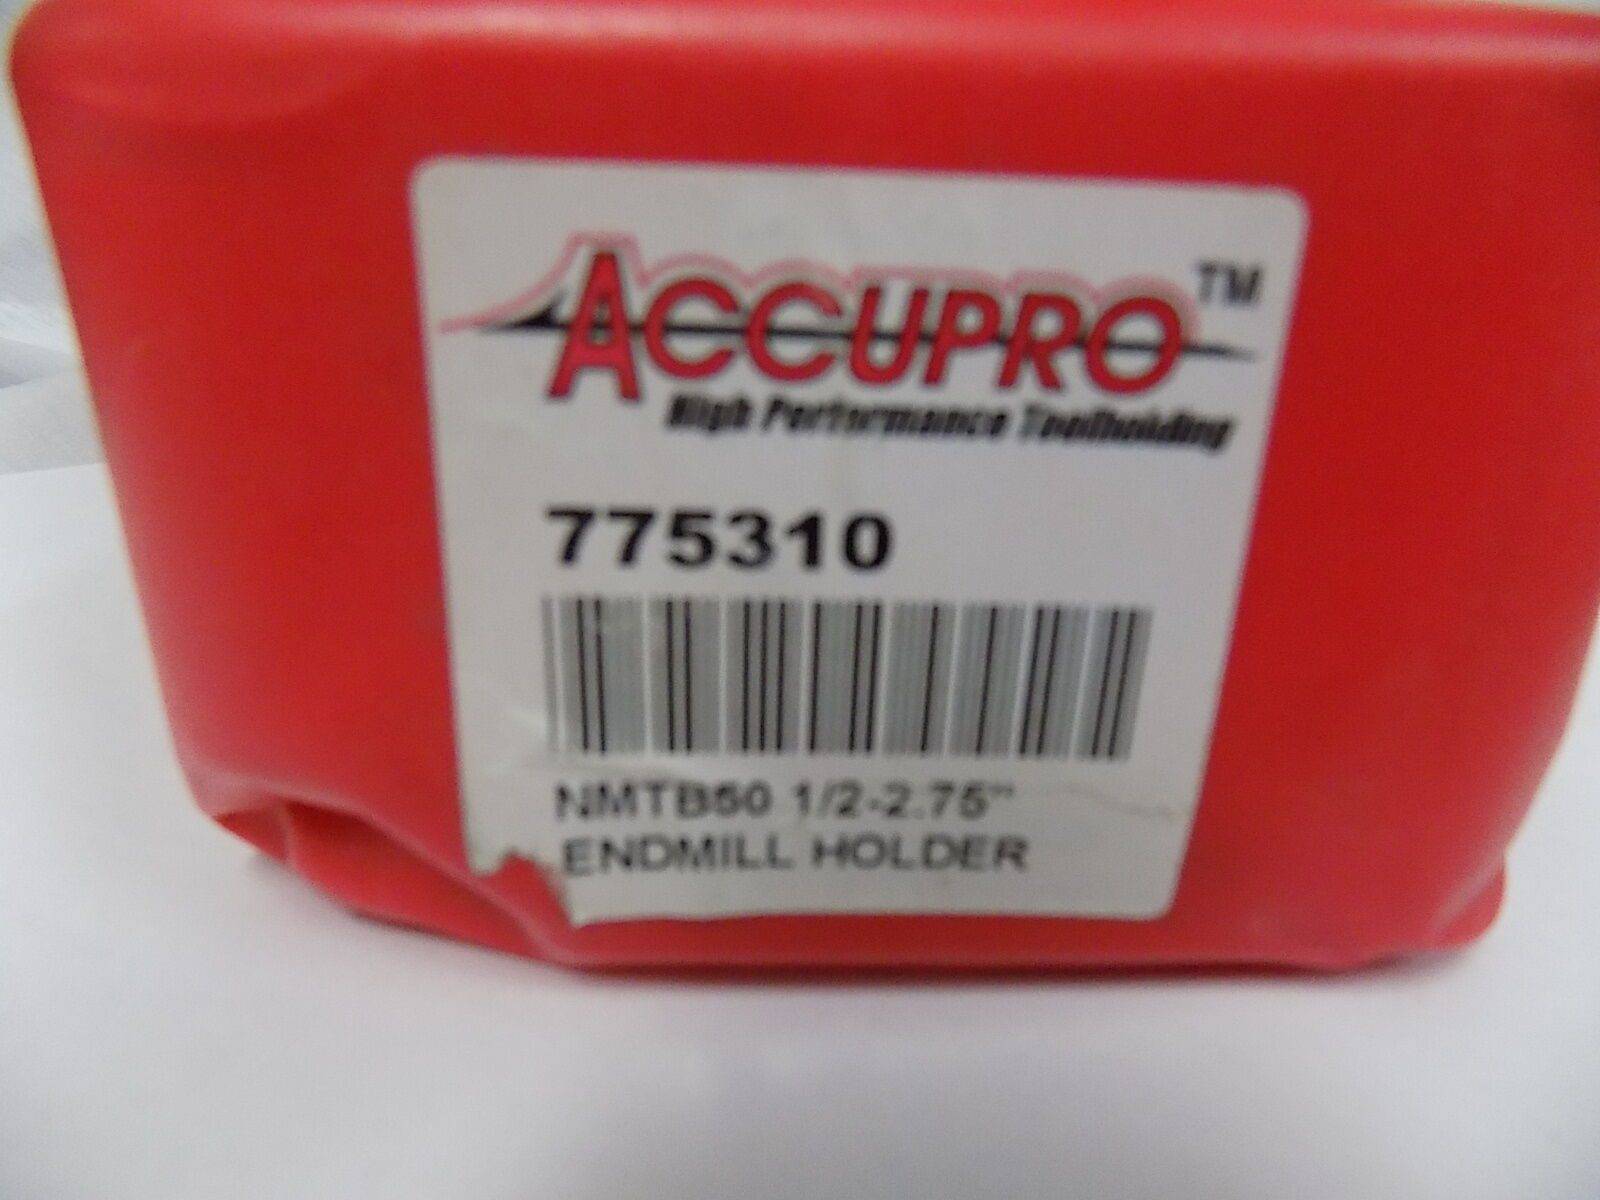 ACCUPRO™
High Performance Toolholding
775310
NMTB50 1/2-2.75"
ENDMILL HOLDER